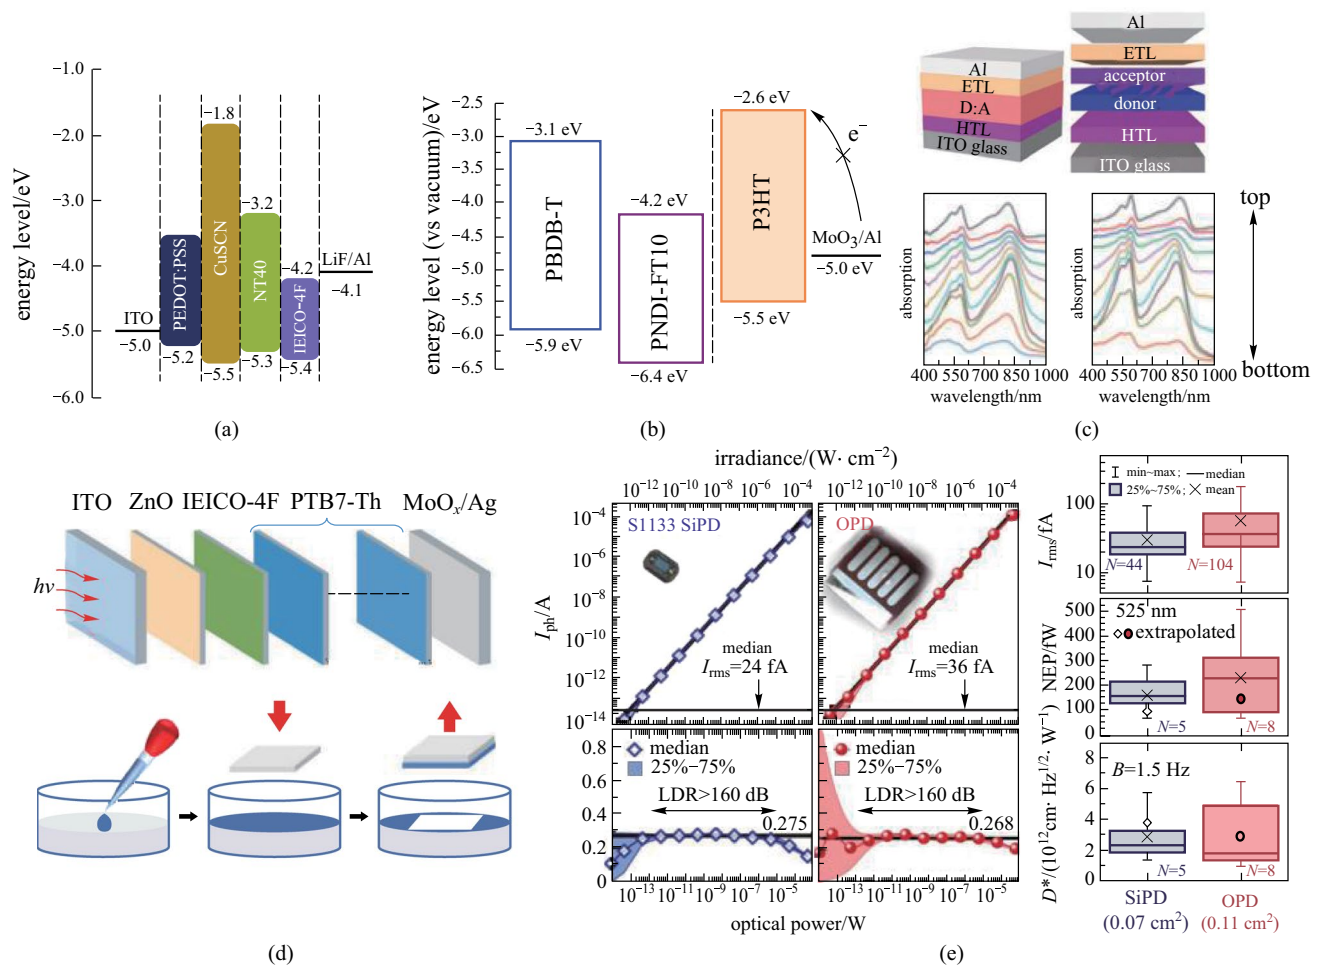 energy level/eV
−1.0
−2.0
−3.0
−4.0
−5.0
−6.0
ITO
−5.0
PEDOT:PSS
−5.2
−1.8
CuSCN
−5.5
−3.2
NT40
−5.3
−4.2
IEICO-4F
−5.4
LiF/Al
−4.1
(a)
energy level (vs vacuum)/eV
−2.5
−3.0
−3.5
−4.0
−4.5
−5.0
−5.5
−6.0
−6.5
−3.1 eV
PBDB-T
−5.9 eV
−4.2 eV
PNDI-FT10
−6.4 eV
−2.6 eV
P3HT
−5.5 eV
e−
MoO3/Al
−5.0 eV
(b)
Al
ETL
D:A
HTL
ITO glass
Al
ETL
acceptor
donor
HTL
ITO glass
absorption
400 550 700 850 1000
wavelength/nm
absorption
400 550 700 850 1000
wavelength/nm
top
bottom
(c)
ITO ZnO IEICO-4F PTB7-Th MoOx/Ag
hν
(d)
irradiance/(W· cm−2)
10−12 10−10 10−8 10−6 10−4
10−12 10−10 10−8 10−6 10−4
Iph/A
10−4
10−6
10−8
10−10
10−12
10−14
S1133 SiPD
median
Irms=24 fA
OPD
median
Irms=36 fA
0.8
0.6
0.4
0.2
0
median
25%−75%
LDR>160 dB
0.275
median
25%−75%
LDR>160 dB
0.268
10−13 10−11 10−9 10−7 10−5
10−13 10−11 10−9 10−7 10−5
optical power/W
Irms/fA
100
10
min~max; median
25%~75%; mean
N=44
N=104
NEP/fW
500
400
300
200
100
0
525 nm
extrapolated
N=5
N=8
D*/(10^12cm· Hz1/2· W−1)
8
6
4
2
0
B=1.5 Hz
N=5
N=8
SiPD
(0.07 cm2)
OPD
(0.11 cm2)
(e)